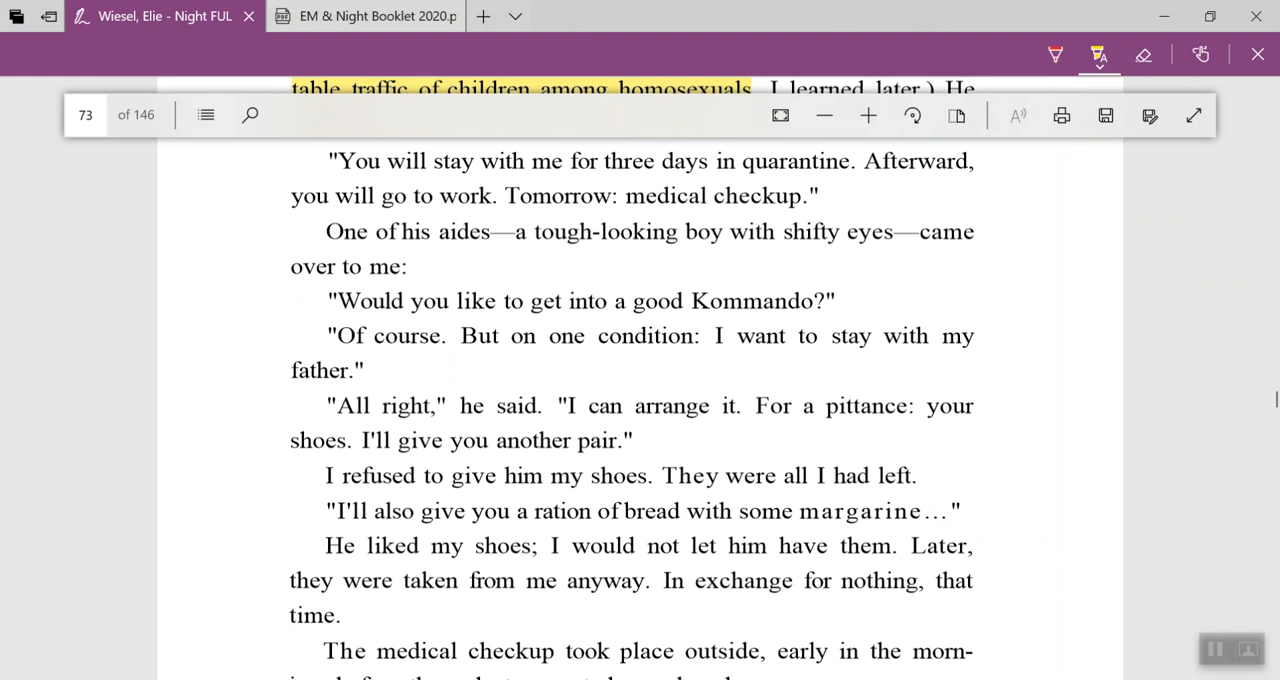 Wiesel, Elie - Night FUL
EM & Night Booklet 2020.p
table traffic of children among homosexuals. I learned later.) He
73 of 146
"You will stay with me for three days in quarantine. Afterward,
you will go to work. Tomorrow: medical checkup."
One of his aides—a tough-looking boy with shifty eyes—came
over to me:
"Would you like to get into a good Kommando?"
"Of course. But on one condition: I want to stay with my
father."
"All right," he said. "I can arrange it. For a pittance: your
shoes. I'll give you another pair."
I refused to give him my shoes. They were all I had left.
"I'll also give you a ration of bread with some margarine…"
He liked my shoes; I would not let him have them. Later,
they were taken from me anyway. In exchange for nothing, that
time.
The medical checkup took place outside, early in the morn-